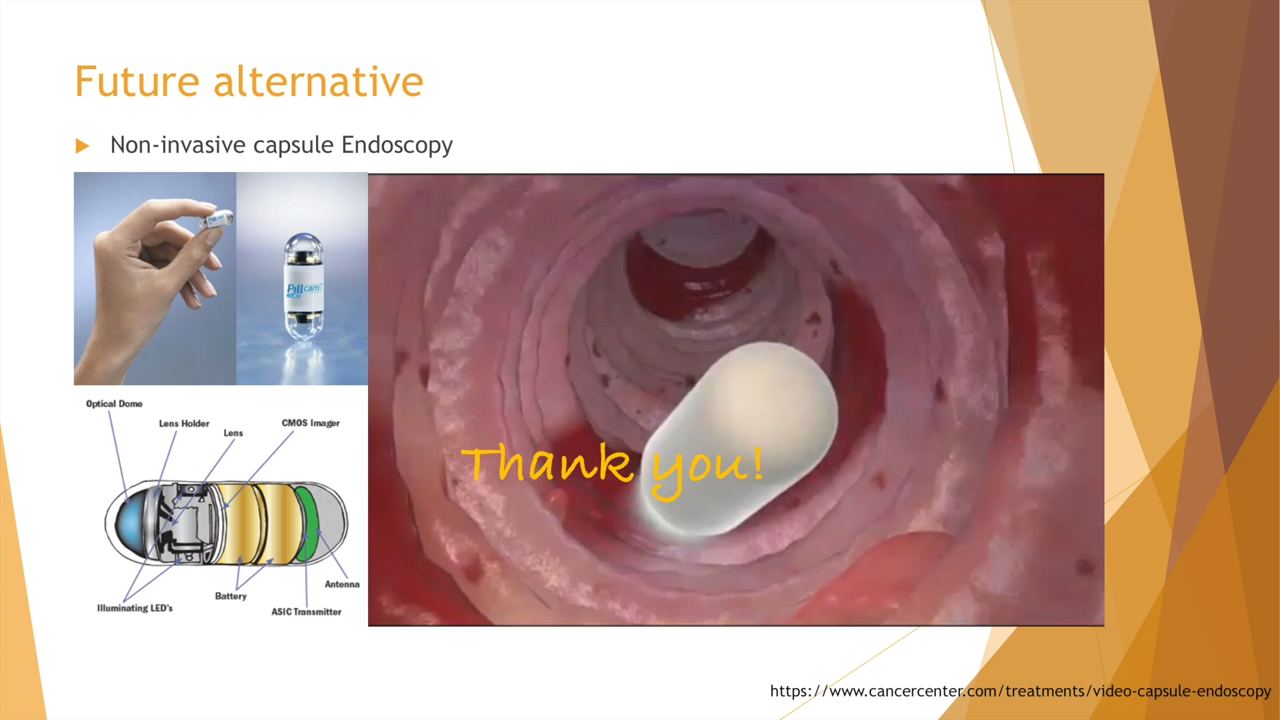 Future alternative
Non-invasive capsule Endoscopy
Pillcam
Optical Dome
Lens Holder
Lens
CMOS Imager
Illuminating LED's
Battery
ASIC Transmitter
Antenna
Thank you!
https://www.cancercenter.com/treatments/video-capsule-endoscopy